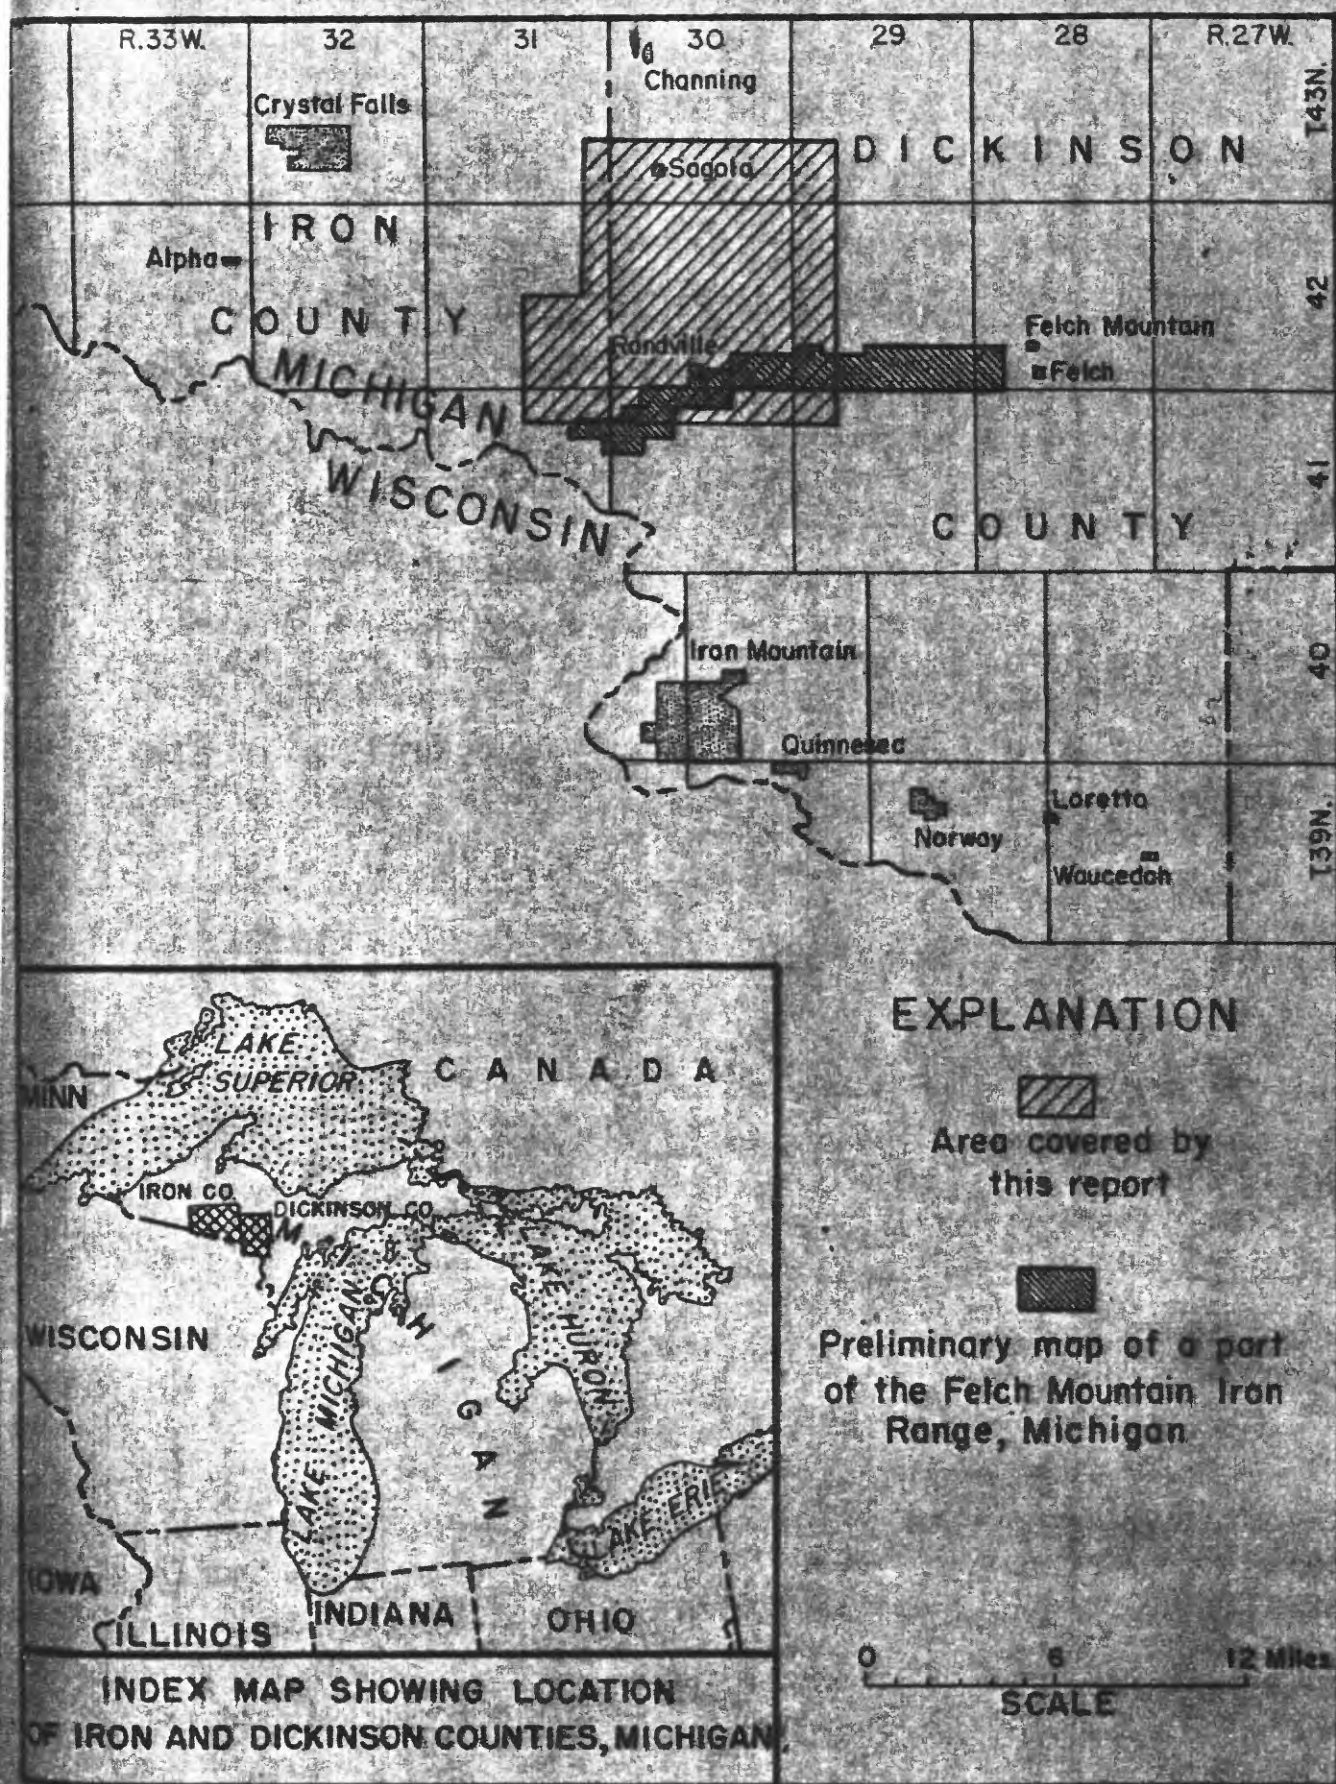 R.33W. 32 31 30 29 28 R.27W.
Channing
T43N.
Crystal Falls
DICKINSON
Sagola
IRON
Alpha
42
COUNTY
Felch Mountain
Randville
MICHIGAN
Felch
WISCONSIN
41
COUNTY
Iron Mountain
40
Quinnesec
Loretta
Norway
T39N.
Waucedah
EXPLANATION
Area covered by
this report
Preliminary map of a part
of the Felch Mountain Iron
Range, Michigan
0 6 12 Miles
SCALE
LAKE
SUPERIOR
CANADA
MINN
IRON CO.
DICKINSON CO.
MICHIGAN
LAKE HURON
LAKE MICHIGAN
WISCONSIN
LAKE ERIE
IOWA
ILLINOIS
INDIANA
OHIO
INDEX MAP SHOWING LOCATION
OF IRON AND DICKINSON COUNTIES, MICHIGAN.